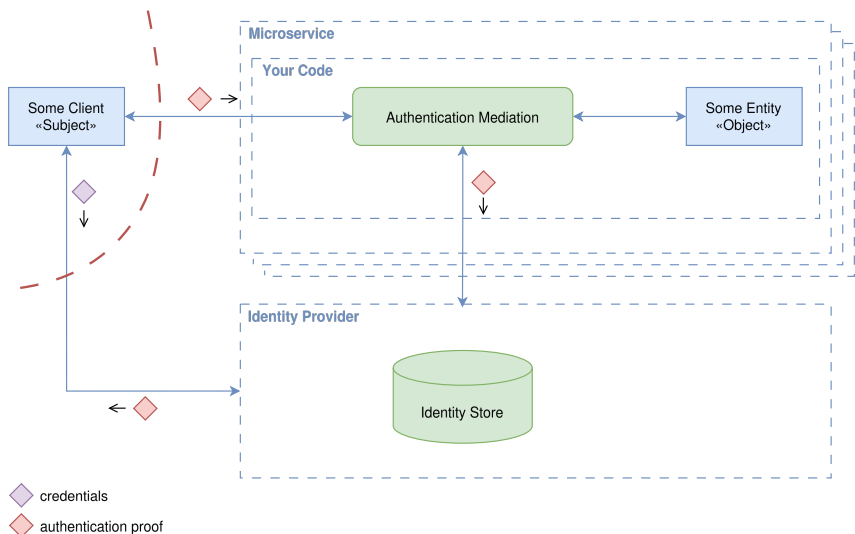 Microservice
Your Code
Some Client
«Subject»
Authentication Mediation
Some Entity
«Object»
Identity Provider
Identity Store
credentials
authentication proof